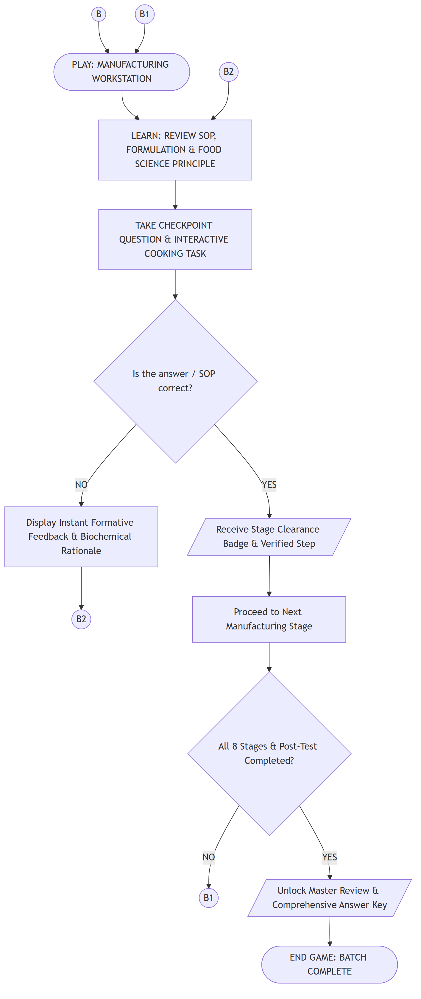 B
B1
PLAY: MANUFACTURING
WORKSTATION
B2
LEARN: REVIEW SOP,
FORMULATION & FOOD
SCIENCE PRINCIPLE
TAKE CHECKPOINT
QUESTION & INTERACTIVE
COOKING TASK
Is the answer / SOP
correct?
NO
YES
Display Instant Formative
Feedback & Biochemical
Rationale
Receive Stage Clearance
Badge & Verified Step
B2
Proceed to Next
Manufacturing Stage
All 8 Stages & Post-Test
Completed?
NO
YES
B1
Unlock Master Review &
Comprehensive Answer Key
END GAME: BATCH
COMPLETE